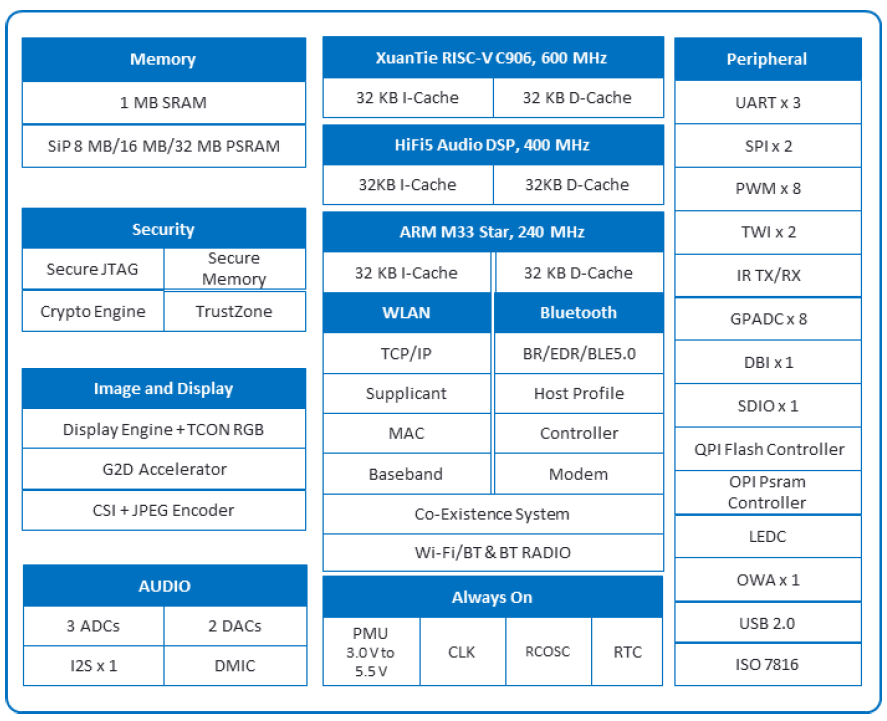 Memory
1 MB SRAM
SiP 8 MB/16 MB/32 MB PSRAM
Security
Secure JTAG
Secure
Memory
Crypto Engine
TrustZone
Image and Display
Display Engine + TCON RGB
G2D Accelerator
CSI + JPEG Encoder
AUDIO
3 ADCs
2 DACs
I2S x 1
DMIC
XuanTie RISC-V C906, 600 MHz
32 KB I-Cache
32 KB D-Cache
HiFi5 Audio DSP, 400 MHz
32KB I-Cache
32KB D-Cache
ARM M33 Star, 240 MHz
32 KB I-Cache
32 KB D-Cache
WLAN
Bluetooth
TCP/IP
BR/EDR/BLE5.0
Supplicant
Host Profile
MAC
Controller
Baseband
Modem
Co-Existence System
Wi-Fi/BT & BT RADIO
Always On
PMU
3.0 V to
5.5 V
CLK
RCOSC
RTC
Peripheral
UART x 3
SPI x 2
PWM x 8
TWI x 2
IR TX/RX
GPADC x 8
DBI x 1
SDIO x 1
QPI Flash Controller
OPI Psram
Controller
LEDC
OWA x 1
USB 2.0
ISO 7816